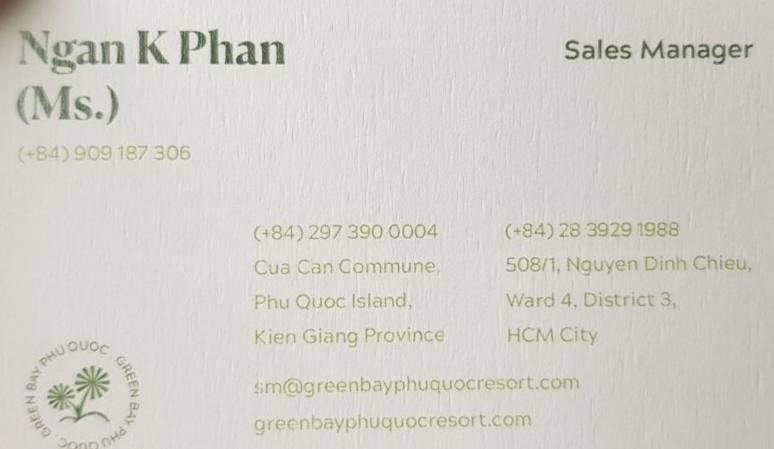 Ngan K Phan
(Ms.)
Sales Manager
(+84) 909 187 306
(+84) 297 390 0004
Cua Can Commune,
Phu Quoc Island,
Kien Giang Province
(+84) 28 3929 1988
508/1, Nguyen Dinh Chieu,
Ward 4, District 3,
HCM City
sm@greenbayphuquocresort.com
greenbayphuquocresort.com
GREEN BAY PHU QUOC GREEN BAY PHU QUOC